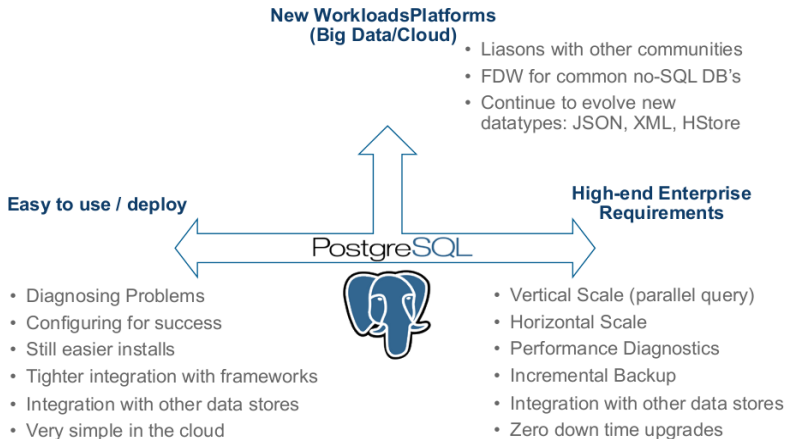 New WorkloadsPlatforms
(Big Data/Cloud)
• Liasons with other communities
• FDW for common no-SQL DB's
• Continue to evolve new
datatypes: JSON, XML, HStore
Easy to use / deploy
High-end Enterprise
Requirements
PostgreSQL
• Diagnosing Problems
• Configuring for success
• Still easier installs
• Tighter integration with frameworks
• Integration with other data stores
• Very simple in the cloud
• Vertical Scale (parallel query)
• Horizontal Scale
• Performance Diagnostics
• Incremental Backup
• Integration with other data stores
• Zero down time upgrades